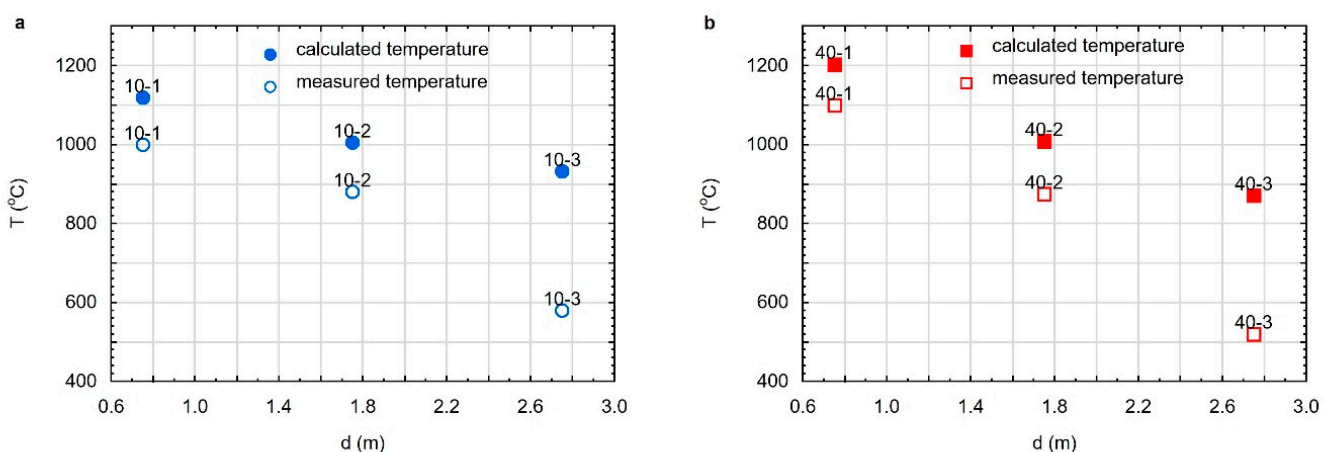 a
calculated temperature
measured temperature
1200
1000
800
600
400
T (°C)
10-1
10-1
10-2
10-2
10-3
10-3
0.6 1.0 1.4 1.8 2.2 2.6 3.0
d (m)
b
calculated temperature
measured temperature
1200
1000
800
600
400
T (°C)
40-1
40-1
40-2
40-2
40-3
40-3
0.6 1.0 1.4 1.8 2.2 2.6 3.0
d (m)